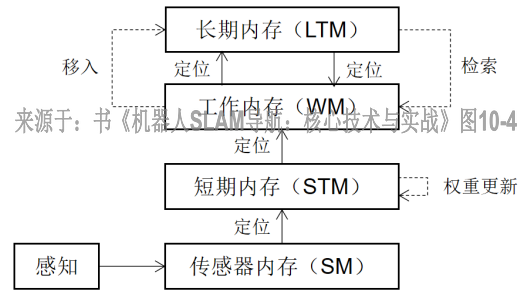 长期内存（LTM）
移入
定位
定位
检索
工作内存（WM）
来源于：书《机器人SLAM导航：核心技术与实战》图10-4
定位
短期内存（STM）
权重更新
定位
感知
传感器内存（SM）